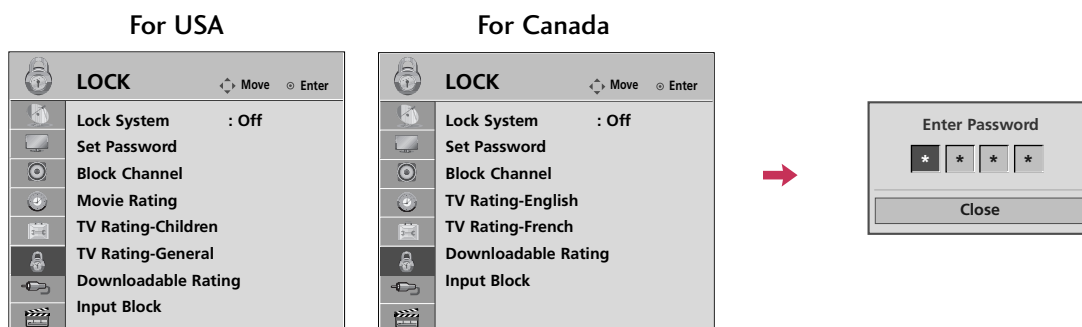 For USA
LOCK Move Enter
Lock System : Off
Set Password
Block Channel
Movie Rating
TV Rating-Children
TV Rating-General
Downloadable Rating
Input Block
For Canada
LOCK Move Enter
Lock System : Off
Set Password
Block Channel
TV Rating-English
TV Rating-French
Downloadable Rating
Input Block
Enter Password
* * * *
Close